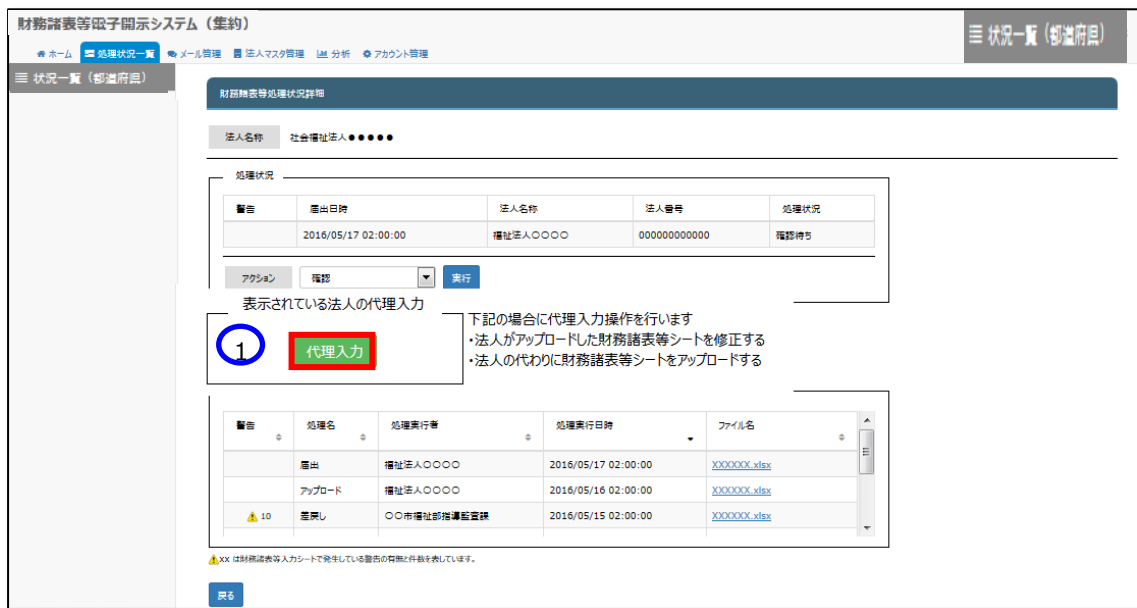 財務諸表等電子開示システム（集約）
状況一覧（都道府県）
ホーム 処理状況一覧 メール管理 法人マスタ管理 分析 アカウント管理
状況一覧（都道府県）
財務諸表等処理状況詳細
法人名称 社会福祉法人●●●●●
処理状況
警告 届出日時 法人名称 法人番号 処理状況
2016/05/17 02:00:00 福祉法人〇〇〇〇 000000000000 確認待ち
アクション 確認 実行
表示されている法人の代理入力
1 代理入力
下記の場合に代理入力操作を行います
・法人がアップロードした財務諸表等シートを修正する
・法人の代わりに財務諸表等シートをアップロードする
警告 処理名 処理実行者 処理実行日時 ファイル名
届出 福祉法人〇〇〇〇 2016/05/17 02:00:00 XXXXXX.xlsx
アップロード 福祉法人〇〇〇〇 2016/05/16 02:00:00 XXXXXX.xlsx
10 差戻し 〇〇市福祉部指導監査課 2016/05/15 02:00:00 XXXXXX.xlsx
xx は財務諸表等入力シートで発生している警告の有無と件数を表しています。
戻る